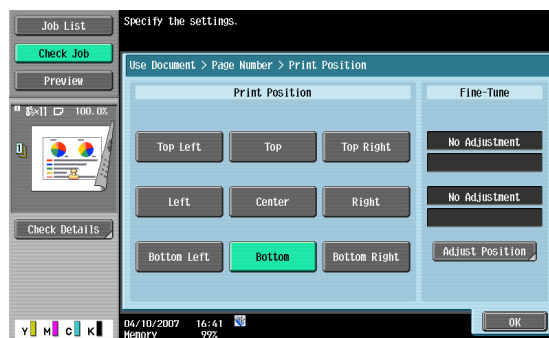 Job List
Specify the settings.
Check Job
Use Document > Page Number > Print Position
Preview
Print Position
Fine-Tune
100.0%
Top Left
Top
Top Right
No Adjustment
Left
Center
Right
No Adjustment
Check Details
Bottom Left
Bottom
Bottom Right
Adjust Position
Y M C K
04/10/2007 16:41
Memory 99%
OK